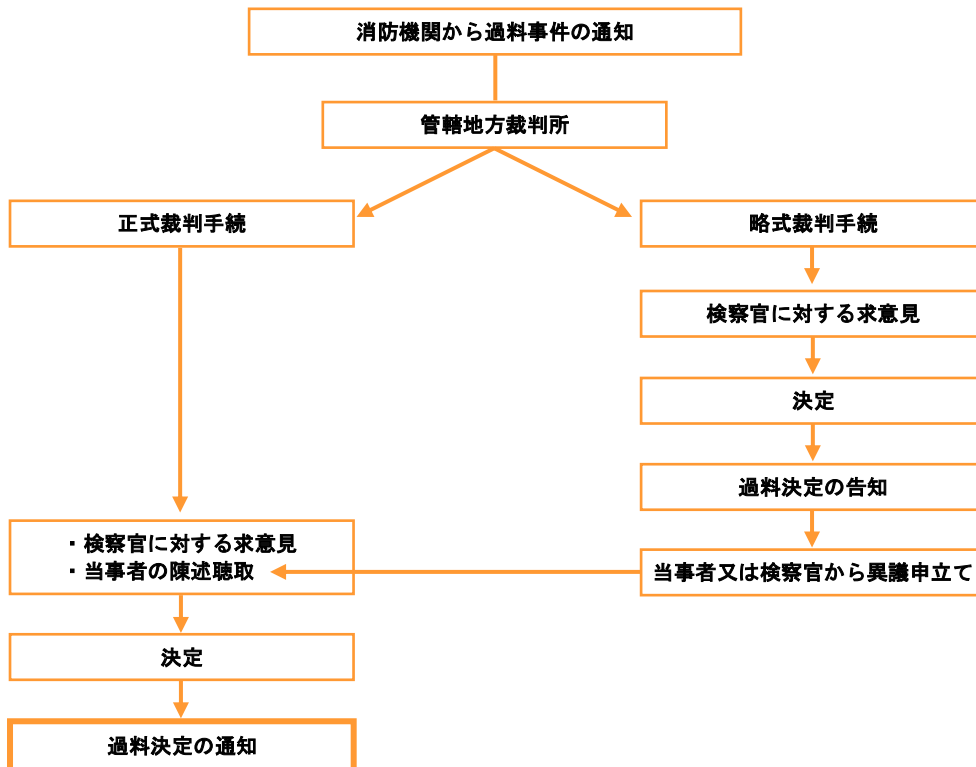 消防機関から過料事件の通知
管轄地方裁判所
正式裁判手続
略式裁判手続
検察官に対する求意見
決定
過料決定の告知
当事者又は検察官から異議申立て
・検察官に対する求意見
・当事者の陳述聴取
決定
過料決定の通知